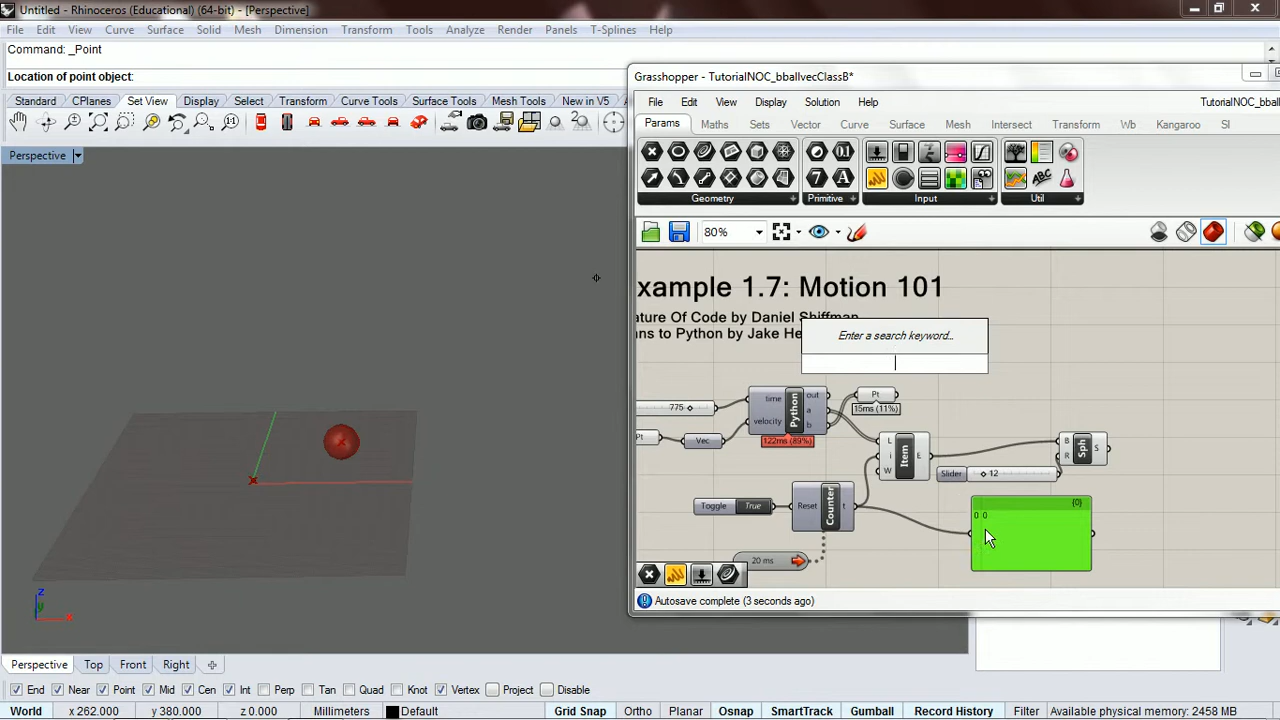 Untitled - Rhinoceros (Educational) (64-bit) - [Perspective]
File Edit View Curve Surface Solid Mesh Dimension Transform Tools Analyze Render Panels T-Splines Help
Command: _Point
Location of point object:
Standard CPlanes Set View Display Select Transform Curve Tools Surface Tools Mesh Tools New in V5
Perspective
Grasshopper - TutorialNOC_bballvecClassB*
File Edit View Display Solution Help TutorialNOC_bba
Params Maths Sets Vector Curve Surface Mesh Intersect Transform Wb Kangaroo SI
Geometry Primitive Input Util
80%
xample 1.7: Motion 101
ature Of Code by Daniel Shiffman
ns to Python by Jake He
Enter a search keyword...
775
time
velocity
Python
out
a
b
122ms (89%)
Pt
15ms (11%)
Pt
Vec
L
i
W
Item
E
Slider 12
B
R
Sph
S
Toggle True
Reset
Counter
t
20 ms
{0}
0 0
Autosave complete (3 seconds ago)
z
y
x
Perspective Top Front Right
End Near Point Mid Cen Int Perp Tan Quad Knot Vertex Project Disable
World x 262.000 y 380.000 z 0.000 Millimeters Default Grid Snap Ortho Planar Osnap SmartTrack Gumball Record History Filter Available physical memory: 2458 MB